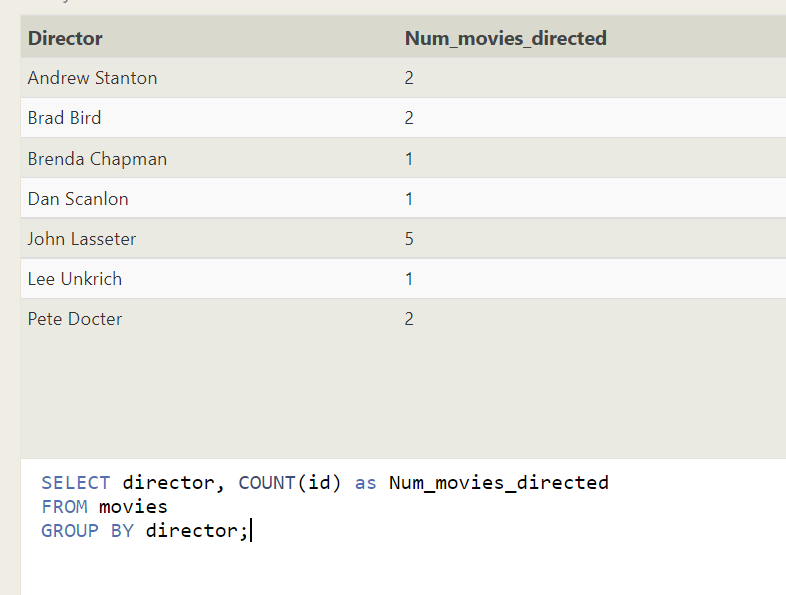 Director Num_movies_directed
Andrew Stanton 2
Brad Bird 2
Brenda Chapman 1
Dan Scanlon 1
John Lasseter 5
Lee Unkrich 1
Pete Docter 2
SELECT director, COUNT(id) as Num_movies_directed
FROM movies
GROUP BY director;